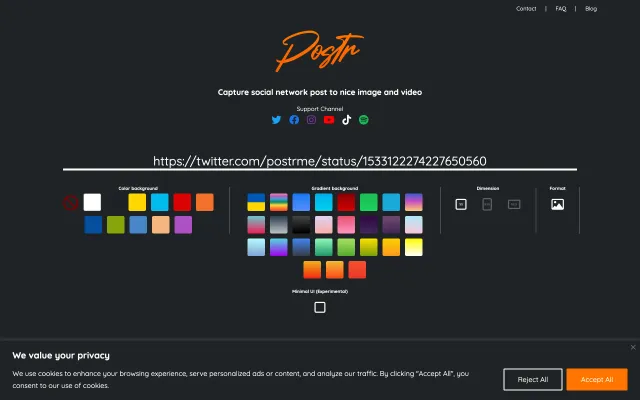 Contact | FAQ | Blog
Postr
Capture social network post to nice image and video
Support Channel
https://twitter.com/postrme/status/1533122274227650560
Color background
Gradient background
Dimension
Format
Minimal UI (Experimental)
We value your privacy
We use cookies to enhance your browsing experience, serve personalized ads or content, and analyze our traffic. By clicking "Accept All", you
consent to our use of cookies.
Reject All
Accept All